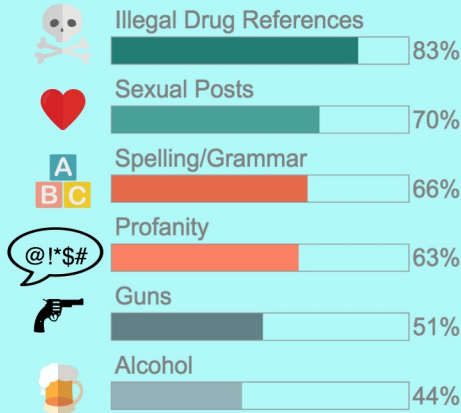 Illegal Drug References
83%
Sexual Posts
70%
A
Spelling/Grammar
B C
66%
Profanity
@!*$#
63%
Guns
51%
Alcohol
44%